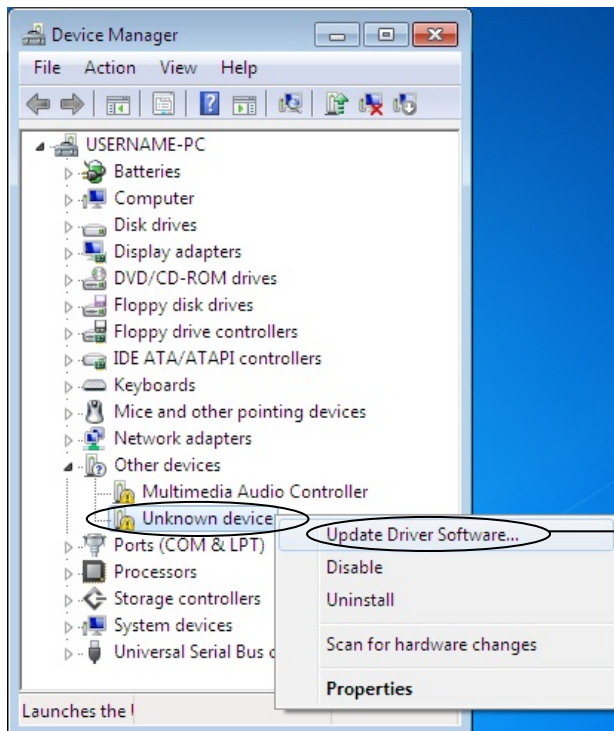 Device Manager
File Action View Help
USERNAME-PC
Batteries
Computer
Disk drives
Display adapters
DVD/CD-ROM drives
Floppy disk drives
Floppy drive controllers
IDE ATA/ATAPI controllers
Keyboards
Mice and other pointing devices
Network adapters
Other devices
Multimedia Audio Controller
Unknown device
Update Driver Software...
Ports (COM & LPT)
Disable
Processors
Storage controllers
Uninstall
System devices
Scan for hardware changes
Universal Serial Bus
Properties
Launches the